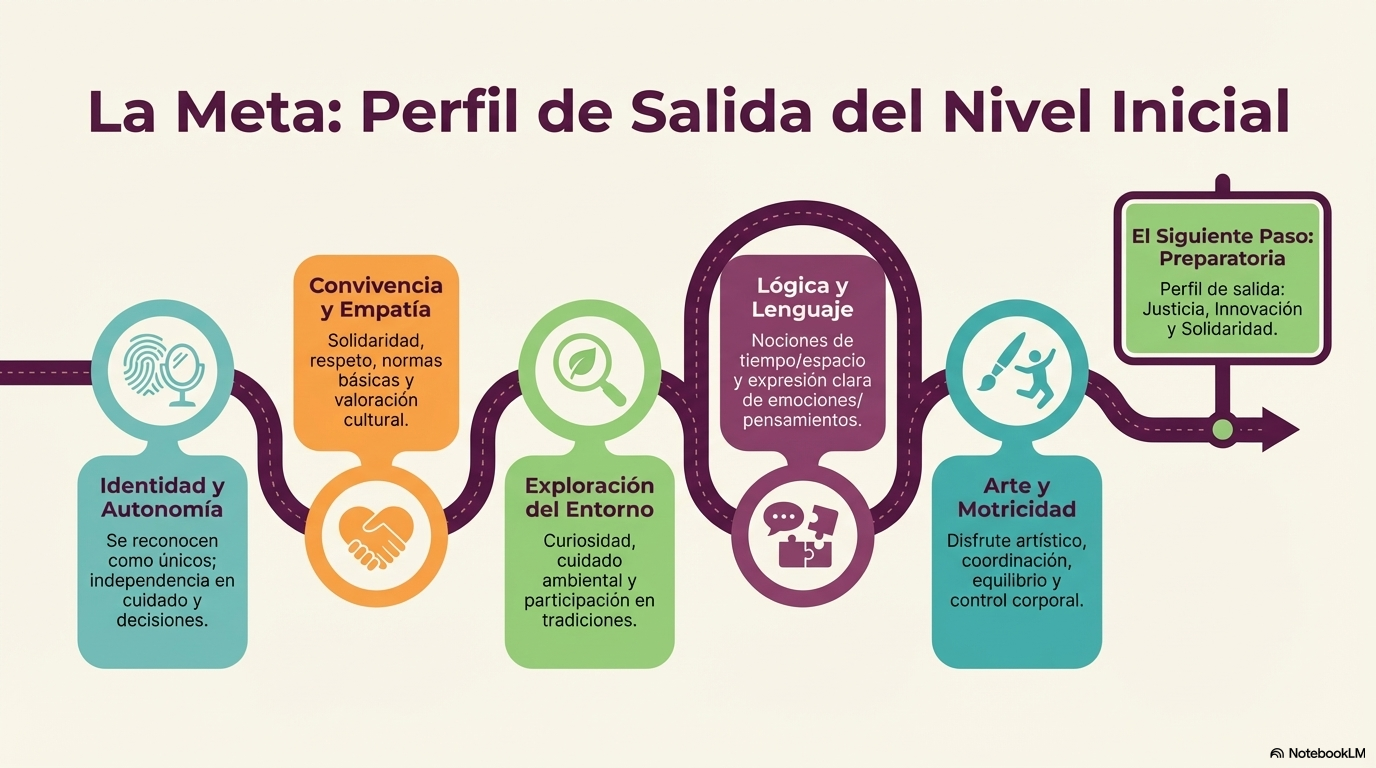 La Meta: Perfil de Salida del Nivel Inicial
Identidad y
Autonomía
Se reconocen
como únicos;
independencia en
cuidado y
decisiones.
Convivencia
y Empatía
Solidaridad,
respeto, normas
básicas y
valoración
cultural.
Exploración
del Entorno
Curiosidad,
cuidado
ambiental y
participación en
tradiciones.
Lógica y
Lenguaje
Nociones de
tiempo/espacio
y expresión clara
de emociones/
pensamientos.
Arte y
Motricidad
Disfrute artístico,
coordinación,
equilibrio y
control corporal.
El Siguiente Paso:
Preparatoria
Perfil de salida:
Justicia, Innovación
y Solidaridad.
NotebookLM